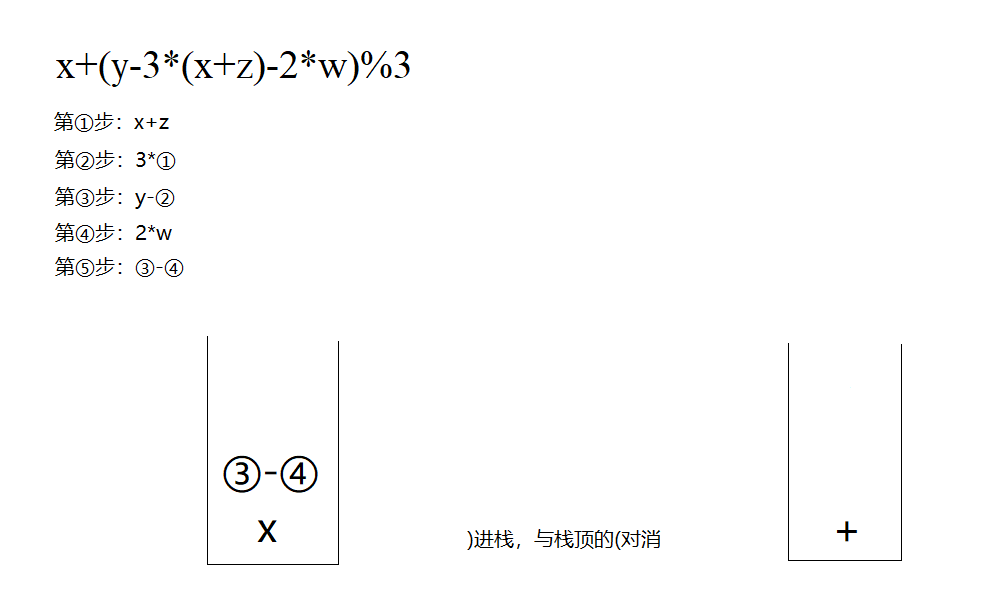 x+(y-3*(x+z)-2*w)%3
第①步：x+z
第②步：3*①
第③步：y-②
第④步：2*w
第⑤步：③-④
③-④
x
)进栈，与栈顶的(对消
+